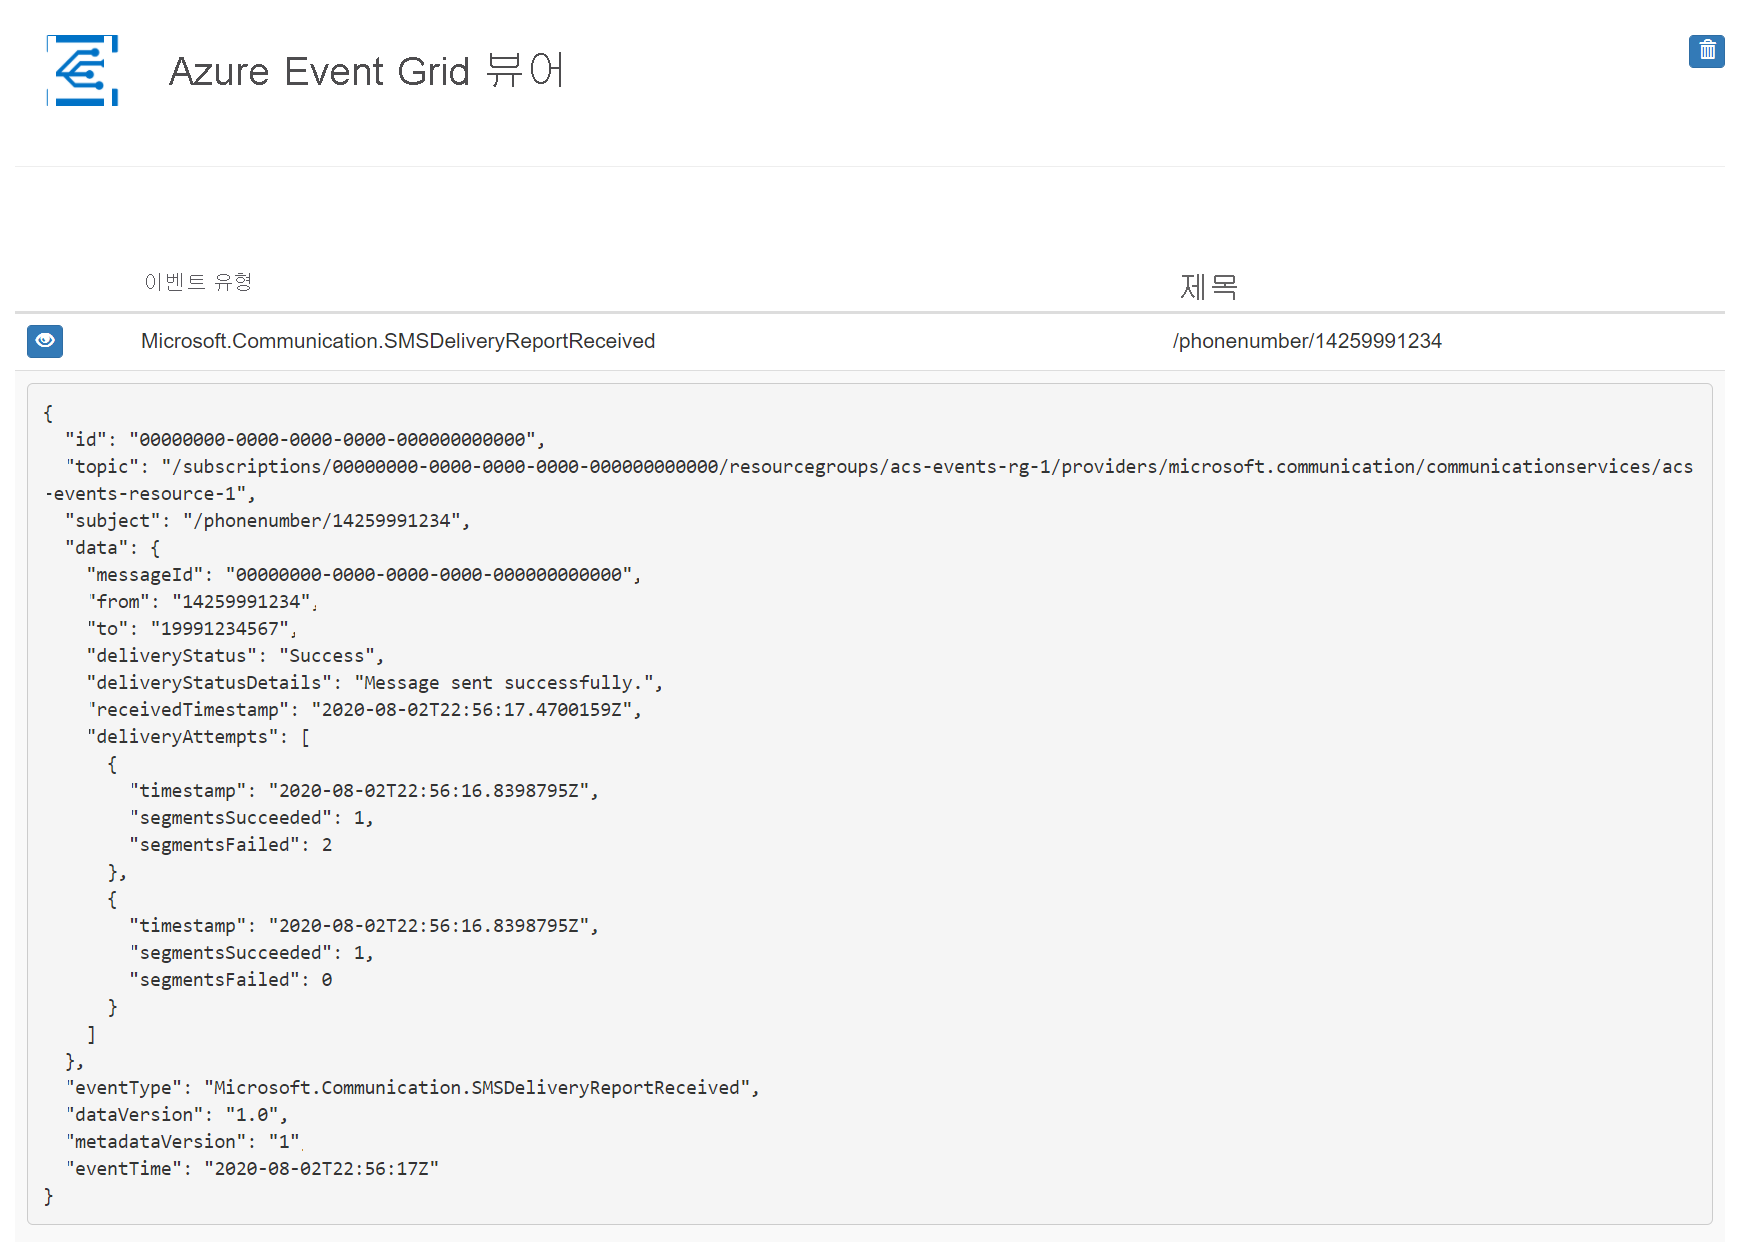 Azure Event Grid 뷰어
이벤트 유형
제목
Microsoft.Communication.SMSDeliveryReportReceived
/phonenumber/14259991234
{
"id": "00000000-0000-0000-0000-000000000000",
"topic": "/subscriptions/00000000-0000-0000-0000-000000000000/resourcegroups/acs-events-rg-1/providers/microsoft.communication/communicationservices/acs
-events-resource-1",
"subject": "/phonenumber/14259991234",
"data": {
"messageId": "00000000-0000-0000-0000-000000000000",
"from": "14259991234",
"to": "19991234567",
"deliveryStatus": "Success",
"deliveryStatusDetails": "Message sent successfully.",
"receivedTimestamp": "2020-08-02T22:56:17.4700159Z",
"deliveryAttempts": [
{
"timestamp": "2020-08-02T22:56:16.8398795Z",
"segmentsSucceeded": 1,
"segmentsFailed": 2
},
{
"timestamp": "2020-08-02T22:56:16.8398795Z",
"segmentsSucceeded": 1,
"segmentsFailed": 0
}
]
},
"eventType": "Microsoft.Communication.SMSDeliveryReportReceived",
"dataVersion": "1.0",
"metadataVersion": "1",
"eventTime": "2020-08-02T22:56:17Z"
}